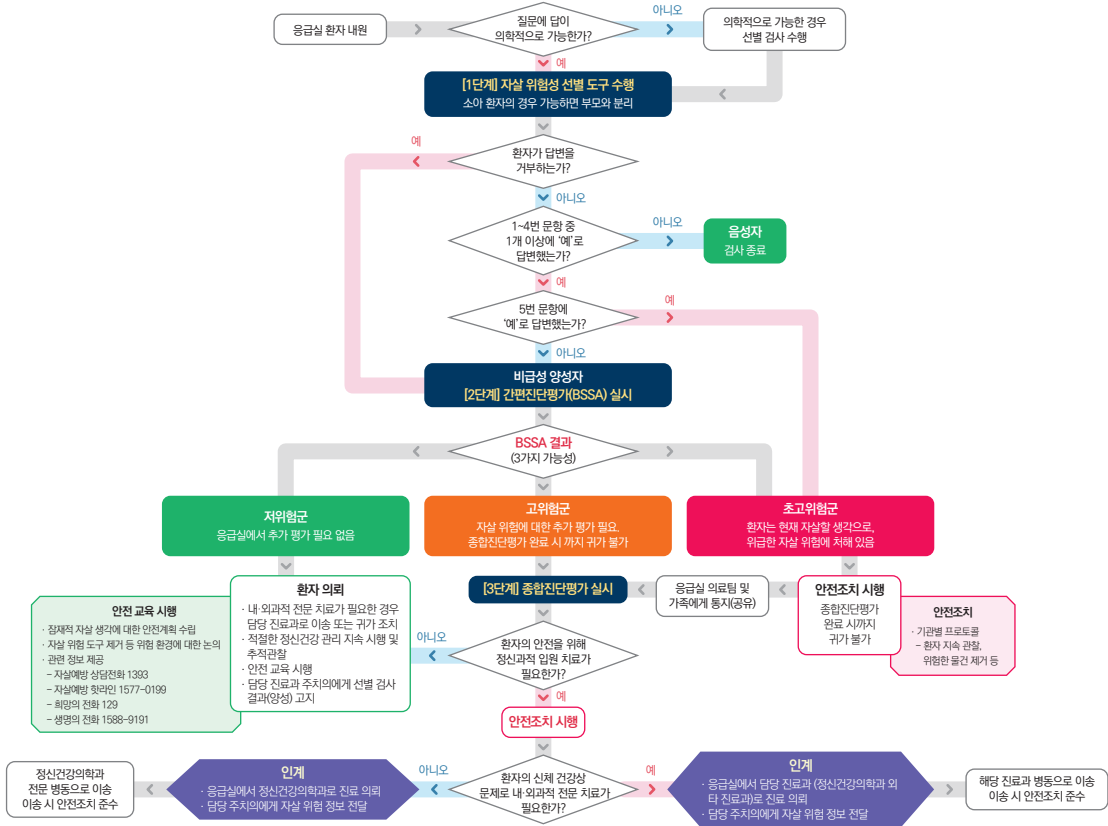 응급실 환자 내원
질문에 답이
의학적으로 가능한가?
아니오
의학적으로 가능한 경우
선별 검사 수행
예
[1단계] 자살 위험성 선별 도구 수행
소아 환자의 경우 가능하면 부모와 분리
예
환자가 답변을
거부하는가?
아니오
1~4번 문항 중
1개 이상에 ‘예’로
답변했는가?
아니오
음성자
검사 종료
예
5번 문항에
‘예’로 답변했는가?
예
아니오
비급성 양성자
[2단계] 간편진단평가(BSSA) 실시
BSSA 결과
(3가지 가능성)
저위험군
응급실에서 추가 평가 필요 없음
고위험군
자살 위험에 대한 추가 평가 필요.
종합진단평가 완료 시 까지 귀가 불가
초고위험군
환자는 현재 자살할 생각으로,
위급한 자살 위험에 처해 있음
안전 교육 시행
· 잠재적 자살 생각에 대한 안전계획 수립
· 자살 위험 도구 제거 등 위험 환경에 대한 논의
· 관련 정보 제공
– 자살예방 상담전화 1393
– 자살예방 핫라인 1577-0199
– 희망의 전화 129
– 생명의 전화 1588-9191
환자 의뢰
· 내·외과적 전문 치료가 필요한 경우
담당 진료과로 이송 또는 귀가 조치
· 적절한 정신건강 관리 지속 시행 및
추적관찰
· 안전 교육 시행
· 담당 진료과 주치의에게 선별 검사
결과(양성) 고지
[3단계] 종합진단평가 실시
응급실 의료팀 및
가족에게 통지(공유)
안전조치 시행
종합진단평가
완료 시까지
귀가 불가
안전조치
· 기관별 프로토콜
– 환자 지속 관찰,
위험한 물건 제거 등
환자의 안전을 위해
정신과적 입원 치료가
필요한가?
아니오
예
안전조치 시행
환자의 신체 건강상
문제로 내·외과적 전문 치료가
필요한가?
아니오
예
인계
· 응급실에서 정신건강의학과로 진료 의뢰
· 담당 주치의에게 자살 위험 정보 전달
정신건강의학과
전문 병동으로 이송
이송 시 안전조치 준수
인계
· 응급실에서 담당 진료과 (정신건강의학과 외
타 진료과)로 진료 의뢰
· 담당 주치의에게 자살 위험 정보 전달
해당 진료과 병동으로 이송
이송 시 안전조치 준수